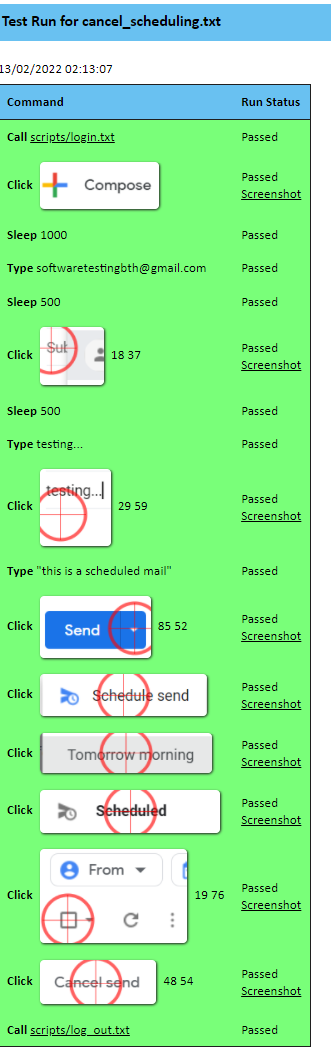 Test Run for cancel_scheduling.txt
13/02/2022 02:13:07
Command Run Status
Call scripts/login.txt Passed
Click Compose Passed
Screenshot
Sleep 1000 Passed
Type softwaretestingbth@gmail.com Passed
Sleep 500 Passed
Click Sub 18 37 Passed
Screenshot
Sleep 500 Passed
Type testing... Passed
Click testing... 29 59 Passed
Screenshot
Type "this is a scheduled mail" Passed
Click Send 85 52 Passed
Screenshot
Click Schedule send Passed
Screenshot
Click Tomorrow morning Passed
Screenshot
Click Scheduled Passed
Screenshot
Click From 19 76 Passed
Screenshot
Click Cancel send 48 54 Passed
Screenshot
Call scripts/log_out.txt Passed